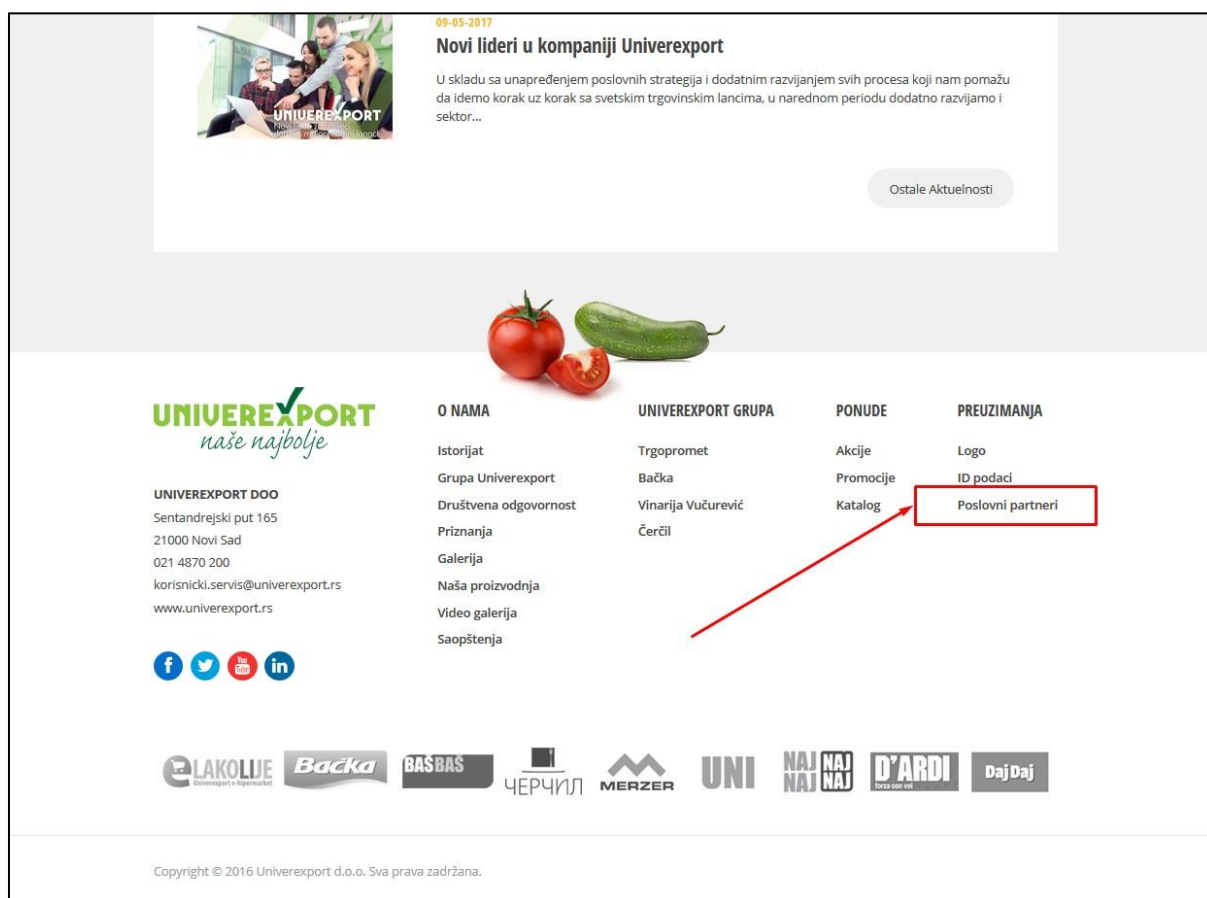 09-05-2017
Novi lideri u kompaniji Univerexport
U skladu sa unapređenjem poslovnih strategija i dodatnim razvijanjem svih procesa koji nam pomažu
da idemo korak uz korak sa svetskim trgovinskim lancima, u narednom periodu dodatno razvijamo i
sektor...
UNIVEREXPORT
Ostale Aktuelnosti
UNIVEREXPORT
naše najbolje
UNIVEREXPORT DOO
Sentandrejski put 165
21000 Novi Sad
021 4870 200
korisnicki.servis@univerexport.rs
www.univerexport.rs
O NAMA
Istorijat
Grupa Univerexport
Društvena odgovornost
Priznanja
Galerija
Naša proizvodnja
Video galerija
Saopštenja
UNIVEREXPORT GRUPA
Trgopromet
Bačka
Vinarija Vučurević
Čerčil
PONUDE
Akcije
Promocije
Katalog
PREUZIMANJA
Logo
ID podaci
Poslovni partneri
You
Tube
in
ELAKOLIJE
Univerexport e-hipermarket
Bačka
BAŠBAŠ
ЧЕРЧИЛ
MERZER
UNI
NAJ NAJ
NAJ NAJ
D'ARDI
forza con voi
DajDaj
Copyright © 2016 Univerexport d.o.o. Sva prava zadržana.